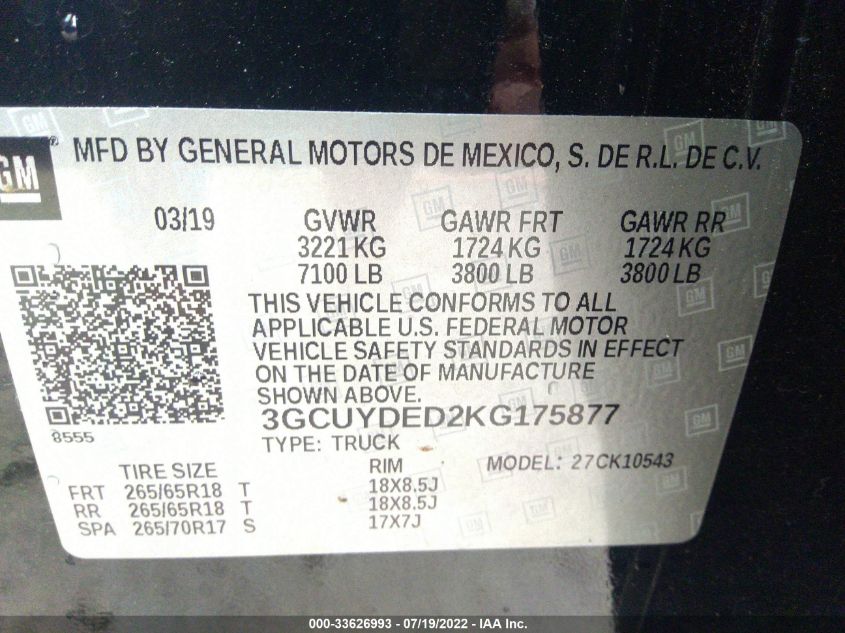 GM
MFD BY GENERAL MOTORS DE MEXICO, S. DE R.L. DE C.V.
03/19 GVWR GAWR FRT GAWR RR
3221 KG 1724 KG 1724 KG
7100 LB 3800 LB 3800 LB
THIS VEHICLE CONFORMS TO ALL
APPLICABLE U.S. FEDERAL MOTOR
VEHICLE SAFETY STANDARDS IN EFFECT
ON THE DATE OF MANUFACTURE
SHOWN ABOVE.
3GCUYDED2KG175877
8555
TYPE: TRUCK
MODEL: 27CK10543
TIRE SIZE RIM
FRT 265/65R18 T 18X8.5J
RR 265/65R18 T 18X8.5J
SPA 265/70R17 S 17X7J
000-33626993 / 07/19/2022 - IAA Inc.